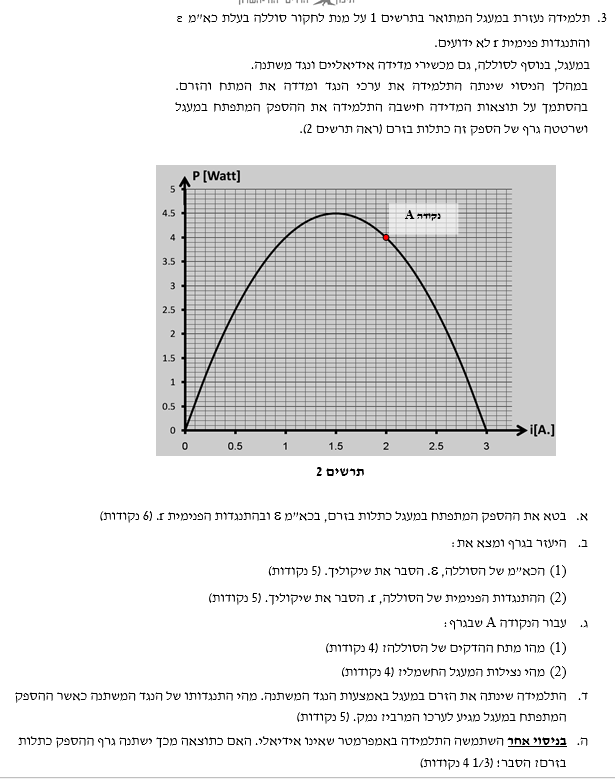 3. תלמידה נעזרת במעגל המתואר בתרשים 1 על מנת לחקור סוללה בעלת כא״מ ε
והתנגדות פנימית r לא ידועים.
במעגל, בנוסף לסוללה, גם מכשירי מדידה אידיאליים ונגד משתנה.
במהלך הניסוי שינתה התלמידה את ערכי הנגד ומדדה את המתח והזרם.
בהסתמך על תוצאות המדידה חישבה התלמידה את ההספק המתפתח במעגל
ושרטטה גרף של הספק זה כתלות בזרם (ראה תרשים 2).
P [Watt]
5
4.5
4
3.5
3
2.5
2
1.5
1
0.5
0
נקודה A
0 0.5 1 1.5 2 2.5 3
i[A.]
תרשים 2
א. בטא את ההספק המתפתח במעגל כתלות בזרם, בכא״מ ε ובהתנגדות הפנימית r. (6 נקודות)
ב. היעזר בגרף ומצא את:
(1) הכא״מ של הסוללה, ε. הסבר את שיקוליך. (5 נקודות)
(2) ההתנגדות הפנימית של הסוללה, r. הסבר את שיקוליך. (5 נקודות)
ג. עבור הנקודה A שבגרף:
(1) מהו מתח ההדקים של הסוללה? (4 נקודות)
(2) מהי נצילות המעגל החשמלי? (4 נקודות)
ד. התלמידה שינתה את הזרם במעגל באמצעות הנגד המשתנה. מהי התנגדותו של הנגד המשתנה כאשר ההספק
המתפתח במעגל מגיע לערכו המרבי? נמק. (5 נקודות)
ה. בניסוי אחר השתמשה התלמידה באמפרמטר שאינו אידיאלי. האם כתוצאה מכך ישתנה גרף ההספק כתלות
בזרם? הסבר! (4 1/3 נקודות)